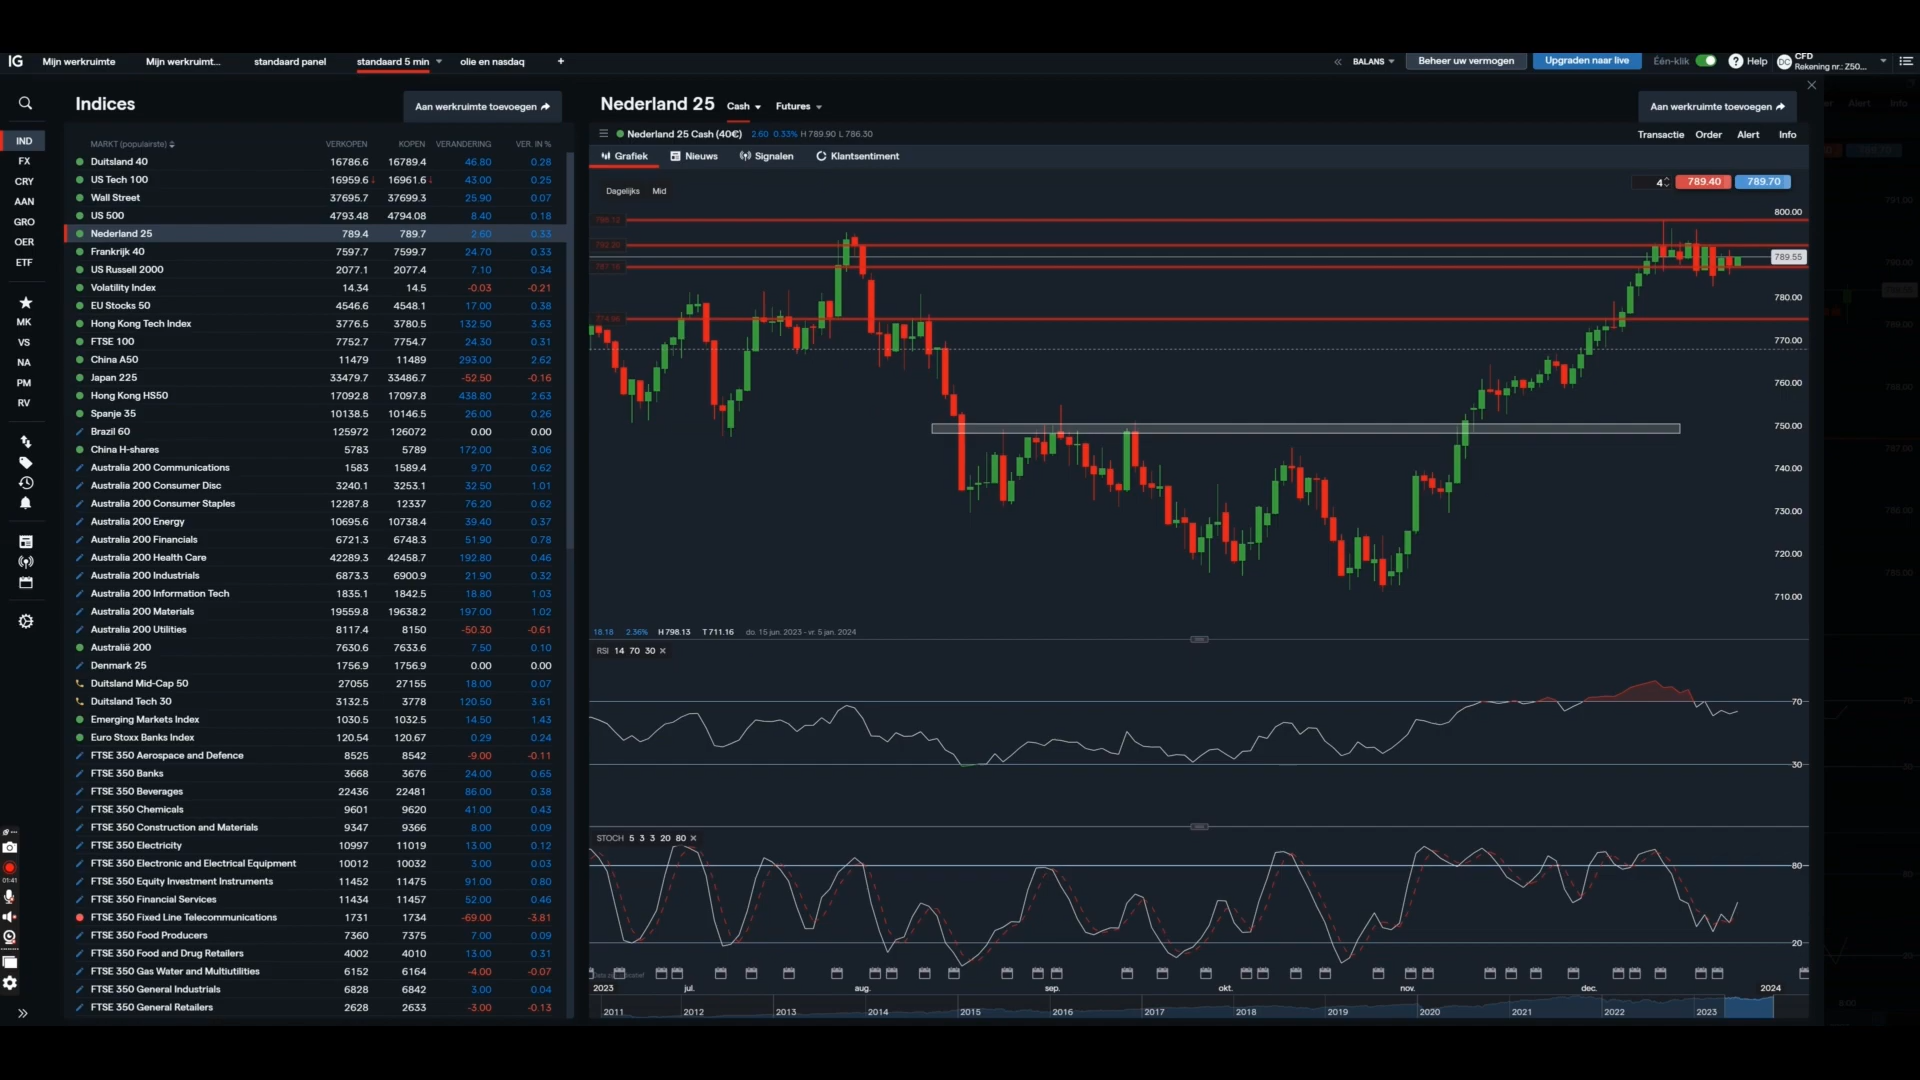 IG Mijn werkruimte Mijn werkruimt... standaard panel standaard 5 min olie en nasdaq + « BALANS Beheer uw vermogen Upgraden naar live Één-klik ? Help DC CFD
Rekening nr.: Z50...
Indices Aan werkruimte toevoegen
MARKT (populairste) VERKOPEN KOPEN VERANDERING VER. IN %
Duitsland 40 16786.6 16789.4 46.80 0.28
US Tech 100 16959.6 16961.6 43.00 0.25
Wall Street 37695.7 37699.3 25.90 0.07
US 500 4793.48 4794.08 8.40 0.18
Nederland 25 789.4 789.7 2.60 0.33
Frankrijk 40 7597.7 7599.7 24.70 0.33
US Russell 2000 2077.1 2077.4 7.10 0.34
Volatility Index 14.34 14.5 -0.03 -0.21
EU Stocks 50 4546.6 4548.1 17.00 0.38
Hong Kong Tech Index 3776.5 3780.5 132.50 3.63
FTSE 100 7752.7 7754.7 24.30 0.31
China A50 11479 11489 293.00 2.62
Japan 225 33479.7 33486.7 -52.50 -0.16
Hong Kong HS50 17092.8 17097.8 438.80 2.63
Spanje 35 10138.5 10146.5 26.00 0.26
Brazil 60 125972 126072 0.00 0.00
China H-shares 5783 5789 172.00 3.06
Australia 200 Communications 1583 1589.4 9.70 0.62
Australia 200 Consumer Disc 3240.1 3253.1 32.50 1.01
Australia 200 Consumer Staples 12287.8 12337 76.20 0.62
Australia 200 Energy 10695.6 10738.4 39.40 0.37
Australia 200 Financials 6721.3 6748.3 51.90 0.78
Australia 200 Health Care 42289.3 42458.7 192.80 0.46
Australia 200 Industrials 6873.3 6900.9 21.90 0.32
Australia 200 Information Tech 1835.1 1842.5 18.80 1.03
Australia 200 Materials 19559.8 19638.2 197.00 1.02
Australia 200 Utilities 8117.4 8150 -50.30 -0.61
Australië 200 7630.6 7633.6 7.50 0.10
Denmark 25 1756.9 1756.9 0.00 0.00
Duitsland Mid-Cap 50 27055 27155 18.00 0.07
Duitsland Tech 30 3132.5 3778 120.50 3.61
Emerging Markets Index 1030.5 1032.5 14.50 1.43
Euro Stoxx Banks Index 120.54 120.67 0.29 0.24
FTSE 350 Aerospace and Defence 8525 8542 -9.00 -0.11
FTSE 350 Banks 3668 3676 24.00 0.65
FTSE 350 Beverages 22436 22481 86.00 0.38
FTSE 350 Chemicals 9601 9620 41.00 0.43
FTSE 350 Construction and Materials 9347 9366 8.00 0.09
FTSE 350 Electricity 10997 11019 13.00 0.12
FTSE 350 Electronic and Electrical Equipment 10012 10032 3.00 0.03
FTSE 350 Equity Investment Instruments 11452 11475 91.00 0.80
FTSE 350 Financial Services 11434 11457 52.00 0.46
FTSE 350 Fixed Line Telecommunications 1731 1734 -69.00 -3.81
FTSE 350 Food Producers 7360 7375 7.00 0.09
FTSE 350 Food and Drug Retailers 4002 4010 13.00 0.31
FTSE 350 Gas Water and Multiutilities 6152 6164 -4.00 -0.07
FTSE 350 General Industrials 6828 6842 3.00 0.04
FTSE 350 General Retailers 2628 2633 -3.00 -0.13
IND
FX
CRY
AAN
GRO
OER
ETF
MK
VS
NA
PM
RV
01:41
Nederland 25 Cash Futures Aan werkruimte toevoegen
Nederland 25 Cash (40€) 2.60 0.33% H 789.90 L 786.30 Transactie Order Alert Info
Grafiek Nieuws Signalen Klantsentiment
Dagelijks Mid 4 789.40 789.70
800.00
789.55
780.00
770.00
760.00
750.00
740.00
730.00
720.00
710.00
18.18 2.36% H 798.13 T 711.16 do. 15 jun. 2023 - vr. 5 jan. 2024
RSI 14 70 30
70
30
STOCH 5 3 3 20 80
80
20
2023 jul. aug. sep. okt. nov. dec. 2024
2011 2012 2013 2014 2015 2016 2017 2018 2019 2020 2021 2022 2023